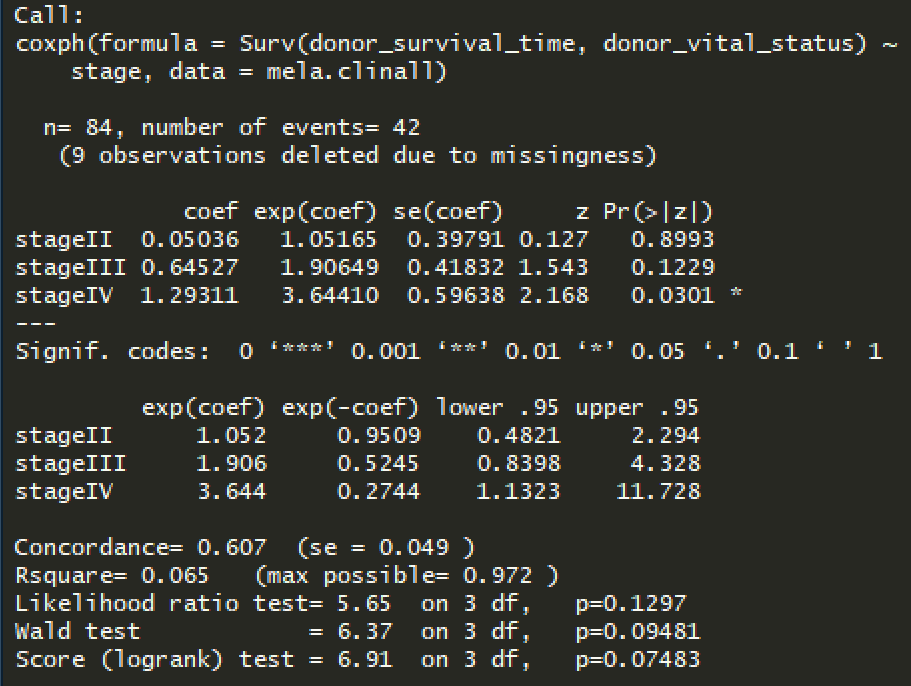 Call:
coxph(formula = Surv(donor_survival_time, donor_vital_status) ~
    stage, data = mela.clinall)

  n= 84, number of events= 42
   (9 observations deleted due to missingness)

            coef exp(coef) se(coef)     z Pr(>|z|)
stageII  0.05036   1.05165  0.39791 0.127   0.8993
stageIII 0.64527   1.90649  0.41832 1.543   0.1229
stageIV  1.29311   3.64410  0.59638 2.168   0.0301 *
---
Signif. codes:  0 ‘***’ 0.001 ‘**’ 0.01 ‘*’ 0.05 ‘.’ 0.1 ‘ ’ 1

         exp(coef) exp(-coef) lower .95 upper .95
stageII      1.052     0.9509    0.4821     2.294
stageIII     1.906     0.5245    0.8398     4.328
stageIV      3.644     0.2744    1.1323    11.728

Concordance= 0.607  (se = 0.049 )
Rsquare= 0.065   (max possible= 0.972 )
Likelihood ratio test= 5.65  on 3 df,   p=0.1297
Wald test            = 6.37  on 3 df,   p=0.09481
Score (logrank) test = 6.91  on 3 df,   p=0.07483